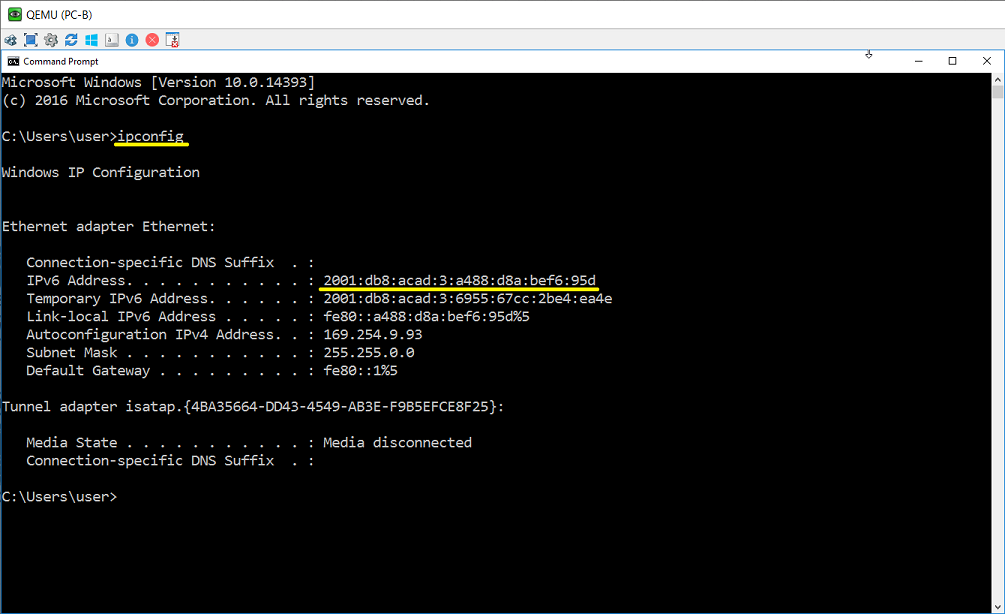 QEMU (PC-B)
Command Prompt
Microsoft Windows [Version 10.0.14393]
(c) 2016 Microsoft Corporation. All rights reserved.
C:\Users\user>ipconfig
Windows IP Configuration
Ethernet adapter Ethernet:
Connection-specific DNS Suffix  . :
IPv6 Address. . . . . . . . . . . : 2001:db8:acad:3:a488:d8a:bef6:95d
Temporary IPv6 Address. . . . . . : 2001:db8:acad:3:6955:67cc:2be4:ea4e
Link-local IPv6 Address . . . . . : fe80::a488:d8a:bef6:95d%5
Autoconfiguration IPv4 Address. . : 169.254.9.93
Subnet Mask . . . . . . . . . . . : 255.255.0.0
Default Gateway . . . . . . . . . : fe80::1%5
Tunnel adapter isatap.{4BA35664-DD43-4549-AB3E-F9B5EFCE8F25}:
Media State . . . . . . . . . . . : Media disconnected
Connection-specific DNS Suffix  . :
C:\Users\user>